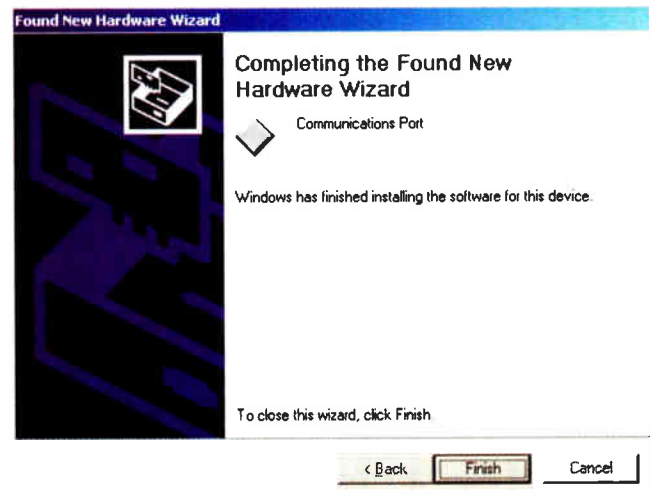 Found New Hardware Wizard
Completing the Found New
Hardware Wizard
Communications Port
Windows has finished installing the software for this device.
To close this wizard, click Finish.
< Back
Finish
Cancel